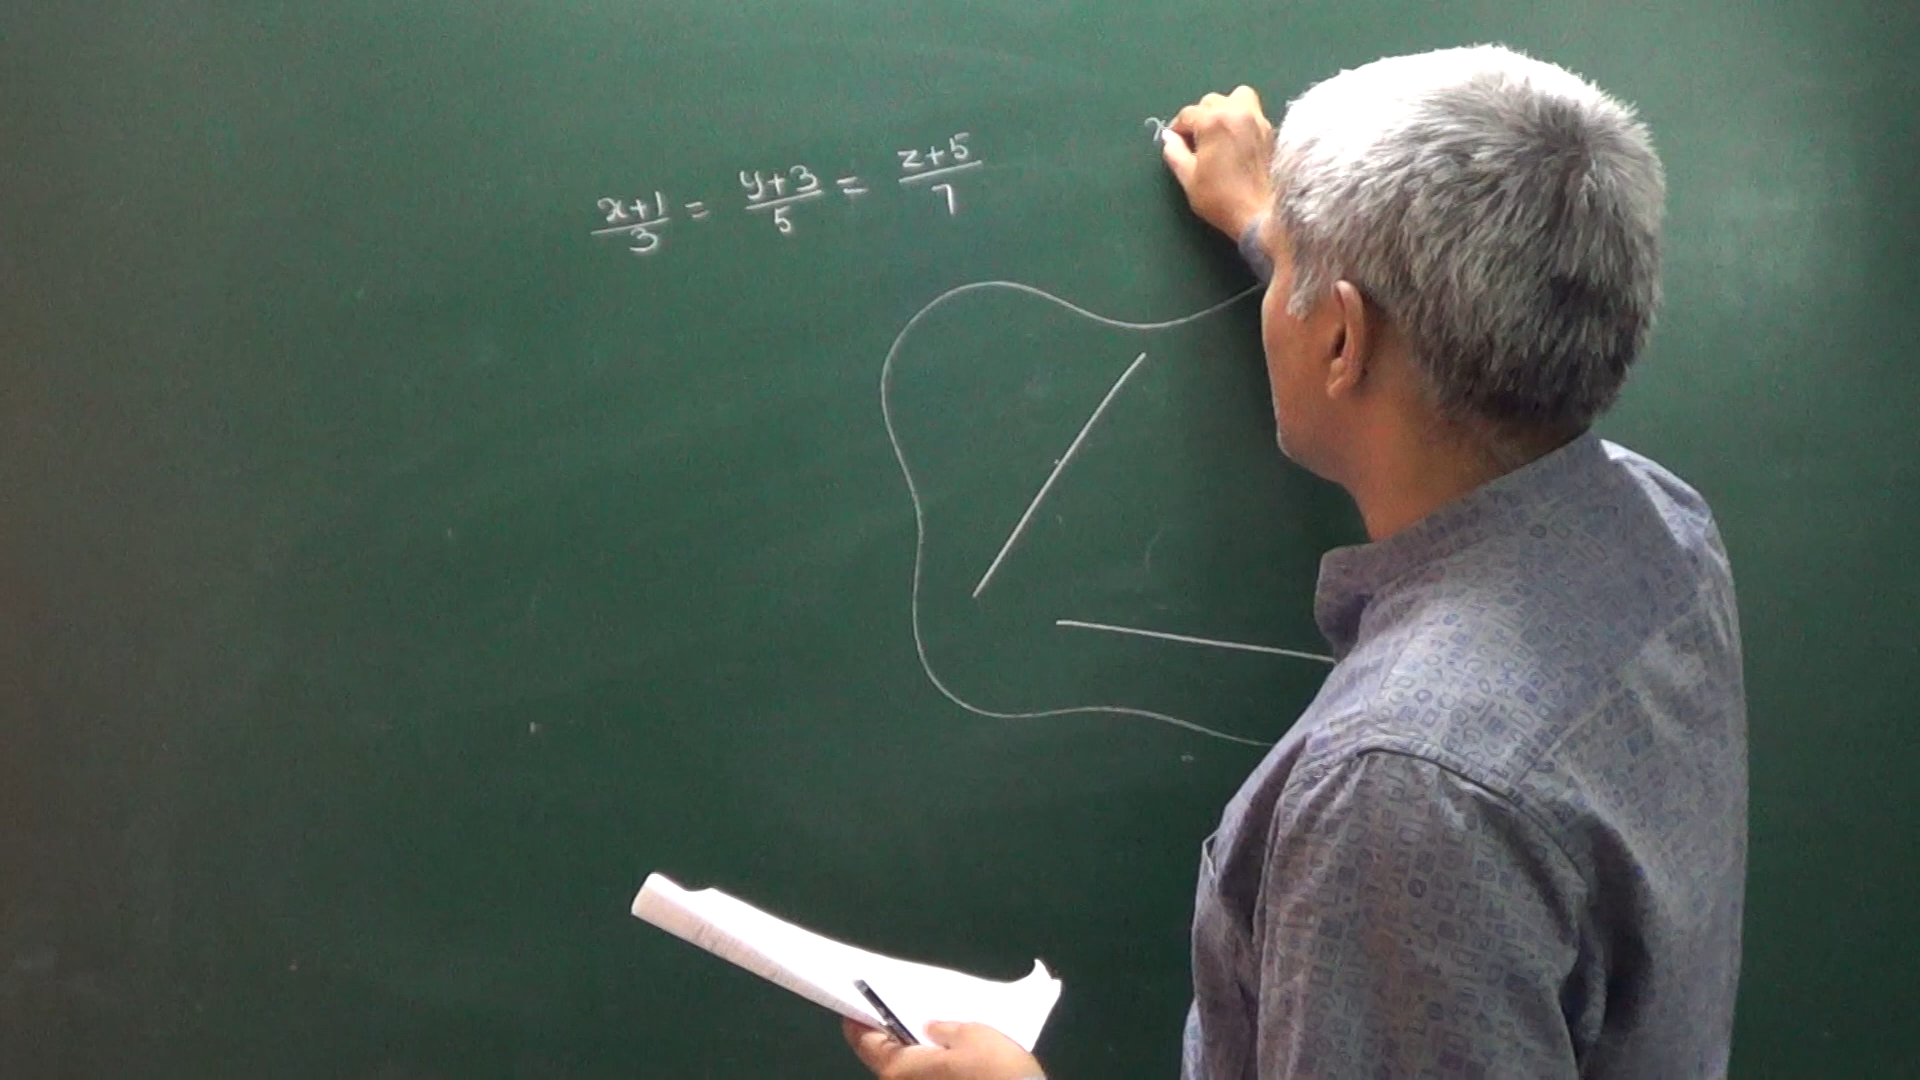 x+1/3 = y+3/5 = z+5/7 x